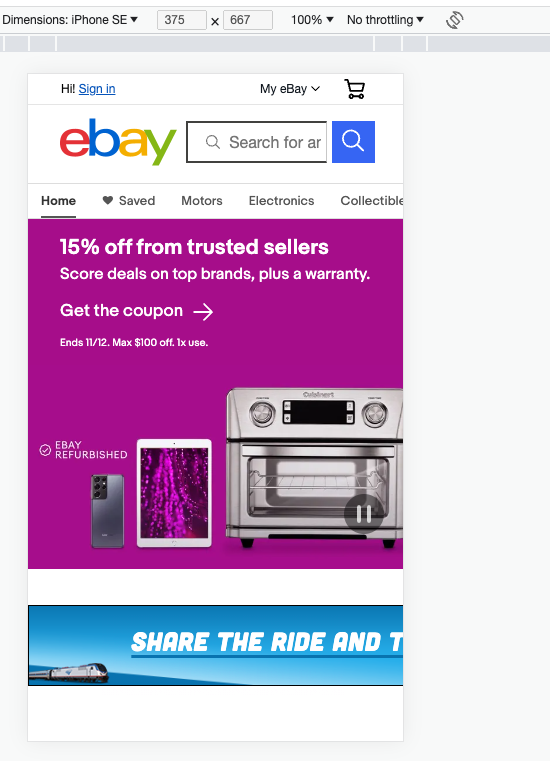 Dimensions: iPhone SE ▼ 375 x 667 100% ▼ No throttling ▼
Hi! Sign in My eBay
ebay Search for ar
Home Saved Motors Electronics Collectible
15% off from trusted sellers
Score deals on top brands, plus a warranty.
Get the coupon →
Ends 11/12. Max $100 off. 1x use.
Cuisinart
EBAY
REFURBISHED
SHARE THE RIDE AND T